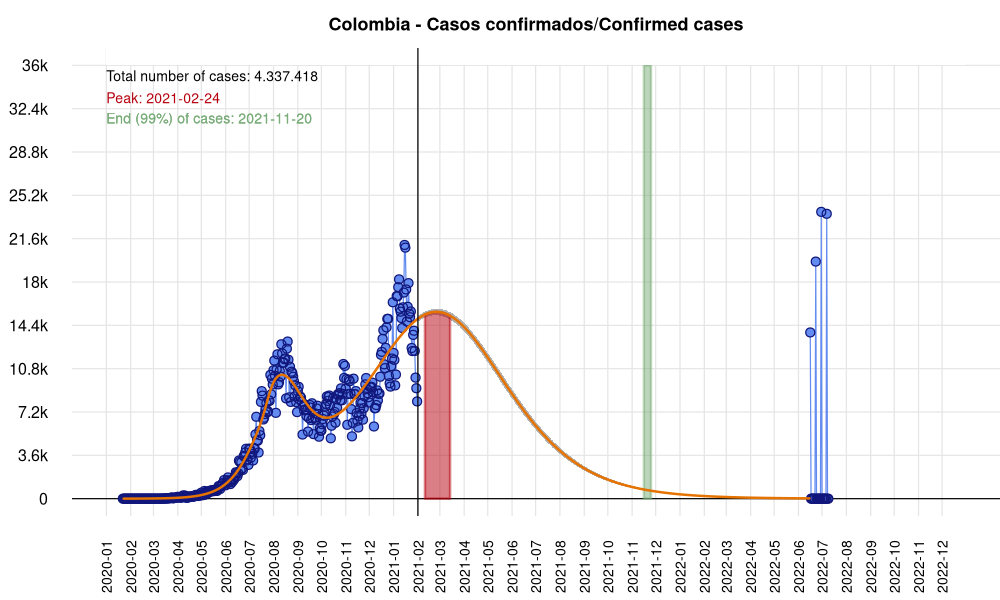 Colombia - Casos confirmados/Confirmed cases
Total number of cases: 4.337.418
Peak: 2021-02-24
End (99%) of cases: 2021-11-20
36k
32.4k
28.8k
25.2k
21.6k
18k
14.4k
10.8k
7.2k
3.6k
0
2020-01
2020-02
2020-03
2020-04
2020-05
2020-06
2020-07
2020-08
2020-09
2020-10
2020-11
2020-12
2021-01
2021-02
2021-03
2021-04
2021-05
2021-06
2021-07
2021-08
2021-09
2021-10
2021-11
2021-12
2022-01
2022-02
2022-03
2022-04
2022-05
2022-06
2022-07
2022-08
2022-09
2022-10
2022-11
2022-12